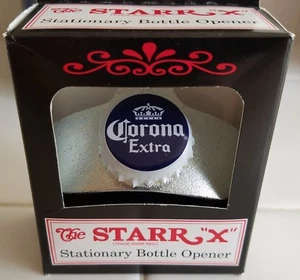 The STARR "X"
Stationary Bottle Opener
Corona
Extra
The STARR "X"
Stationary Bottle Opener